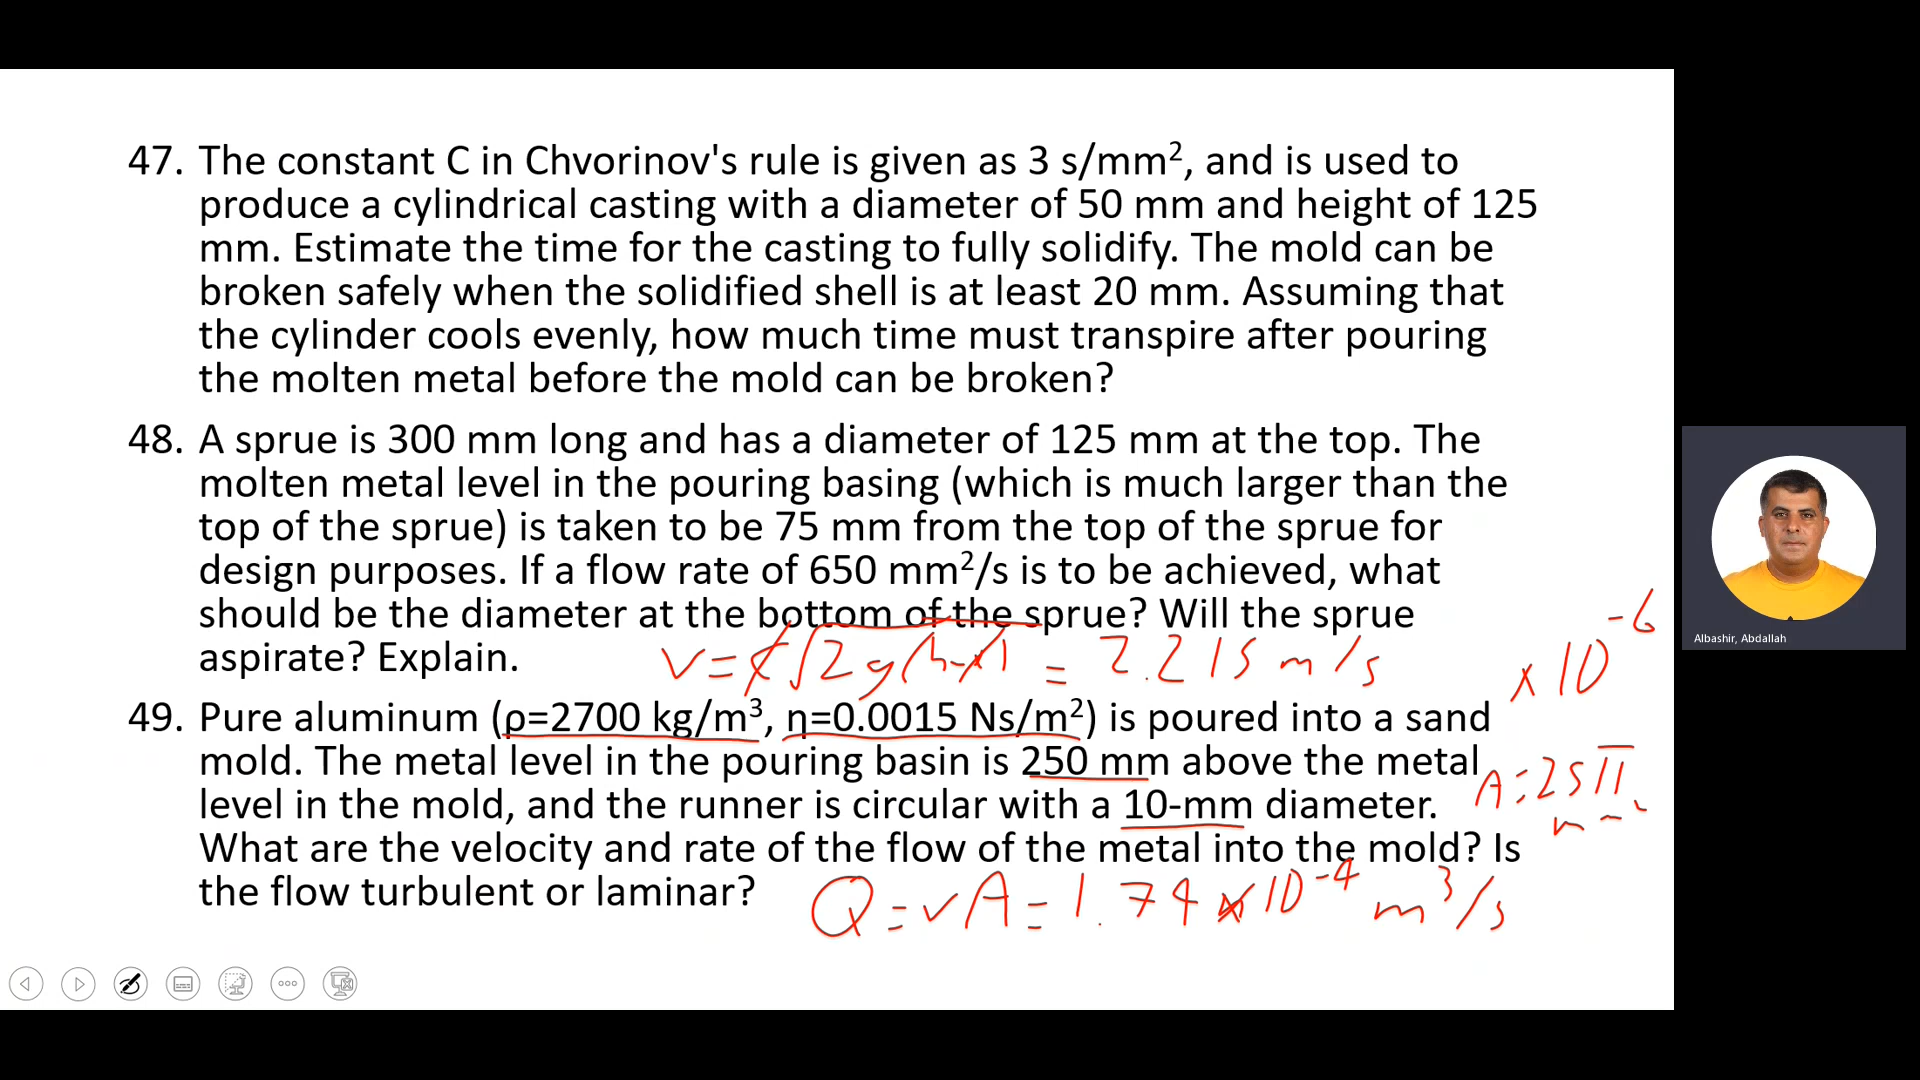 47. The constant C in Chvorinov's rule is given as 3 s/mm², and is used to
produce a cylindrical casting with a diameter of 50 mm and height of 125
mm. Estimate the time for the casting to fully solidify. The mold can be
broken safely when the solidified shell is at least 20 mm. Assuming that
the cylinder cools evenly, how much time must transpire after pouring
the molten metal before the mold can be broken?
48. A sprue is 300 mm long and has a diameter of 125 mm at the top. The
molten metal level in the pouring basing (which is much larger than the
top of the sprue) is taken to be 75 mm from the top of the sprue for
design purposes. If a flow rate of 650 mm²/s is to be achieved, what
should be the diameter at the bottom of the sprue? Will the sprue
aspirate? Explain.
v = c√2g(h-x) = 2.215 m/s
×10⁻⁶
49. Pure aluminum (ρ=2700 kg/m³, η=0.0015 Ns/m²) is poured into a sand
mold. The metal level in the pouring basin is 250 mm above the metal
A = 25π
level in the mold, and the runner is circular with a 10-mm diameter.
What are the velocity and rate of the flow of the metal into the mold? Is
the flow turbulent or laminar?
Q = vA = 1.74 ×10⁻⁴ m³/s
Albashir, Abdallah